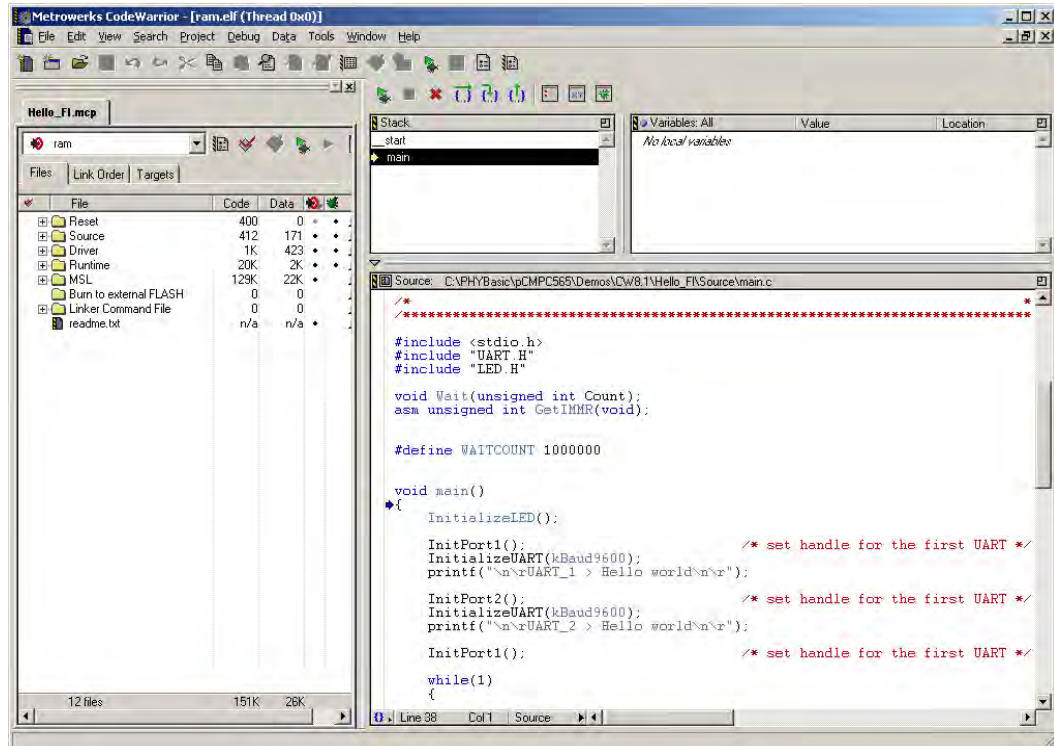 Metrowerks CodeWarrior - [ram.elf (Thread 0x0)]
File Edit View Search Project Debug Data Tools Window Help
Hello_FI.mcp
ram
Files Link Order Targets
File Code Data
Reset 400 0
Source 412 171
Driver 1K 423
Runtime 20K 2K
MSL 129K 22K
Burn to external FLASH 0 0
Linker Command File 0 0
readme.txt n/a n/a
12 files 151K 26K
Stack
__start
main
Variables: All Value Location
No local variables
Source: C:\PHYBasic\pCMPC565\Demos\CW8.1\Hello_FI\Source\main.c
/* *
/*****************************************************************************
#include <stdio.h>
#include "UART.H"
#include "LED.H"
void Wait(unsigned int Count);
asm unsigned int GetIMMR(void);
#define WAITCOUNT 1000000
void main()
{
InitializeLED();
InitPort1(); /* set handle for the first UART */
InitializeUART(kBaud9600);
printf("\n\rUART_1 > Hello world\n\r");
InitPort2(); /* set handle for the first UART */
InitializeUART(kBaud9600);
printf("\n\rUART_2 > Hello world\n\r");
InitPort1(); /* set handle for the first UART */
while(1)
{
Line 38 Col 1 Source